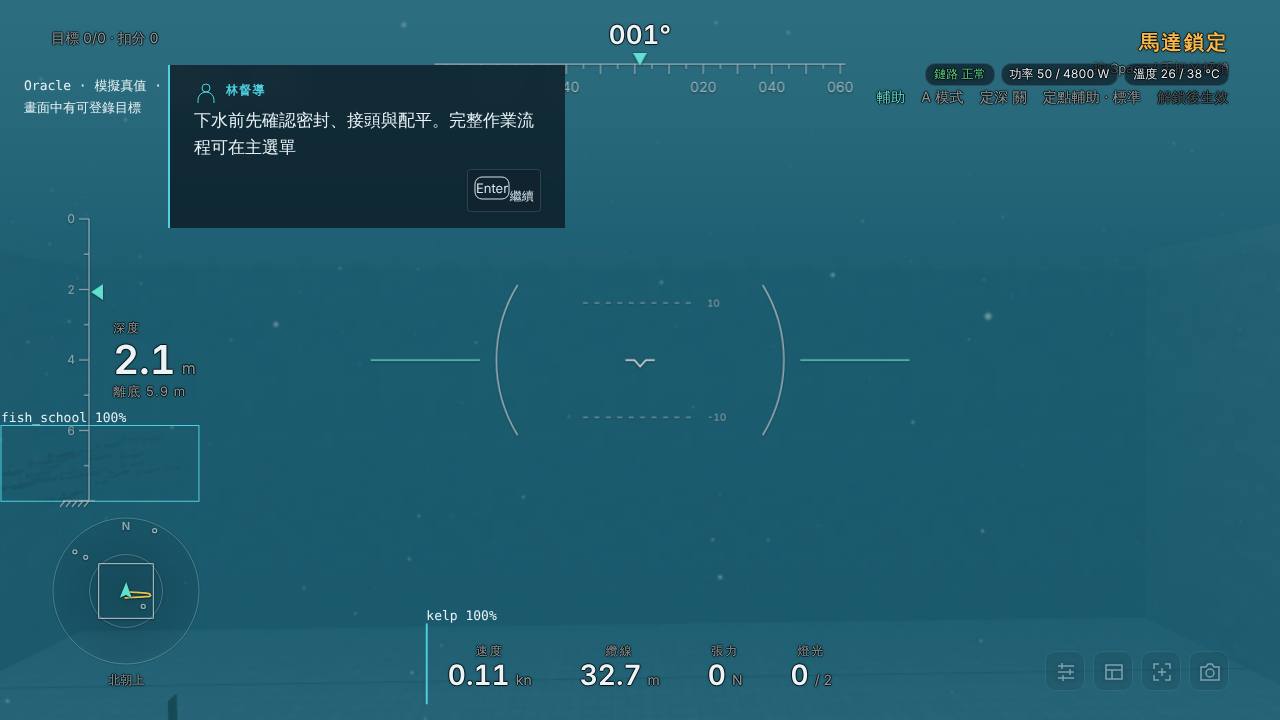 目標 0/0 · 扣分 0
001°
馬達鎖定
鏈路 正常
功率 50 / 4800 W
溫度 26 / 38 °C
輔助 A 模式 定深 關 定點輔助 · 標準 解鎖後生效
Oracle · 模擬真值 ·
畫面中有可登錄目標
40 020 040 060
林督導
下水前先確認密封、接頭與配平。完整作業流
程可在主選單
Enter 繼續
0
2
4
6
深度
2.1 m
離底 5.9 m
10
-10
fish_school 100%
N
北朝上
kelp 100%
速度
0.11 kn
纜線
32.7 m
張力
0 N
燈光
0 / 2